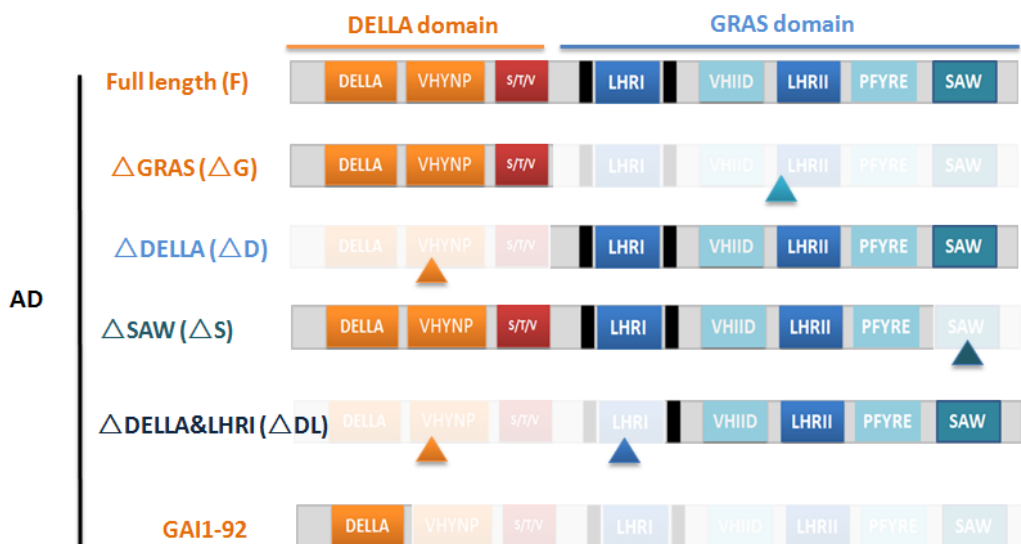 DELLA domain GRAS domain
Full length (F) DELLA VHYNP S/T/V LHRI VHIID LHRII PFYRE SAW
△GRAS (△G) DELLA VHYNP S/T/V LHRI VHIID LHRII PFYRE SAW
△DELLA (△D) DELLA VHYNP S/T/V LHRI VHIID LHRII PFYRE SAW
AD
△SAW (△S) DELLA VHYNP S/T/V LHRI VHIID LHRII PFYRE SAW
△DELLA&LHRI (△DL) DELLA VHYNP S/T/V LHRI VHIID LHRII PFYRE SAW
GAI1-92 DELLA VHYNP S/T/V LHRI VHIID LHRII PFYRE SAW